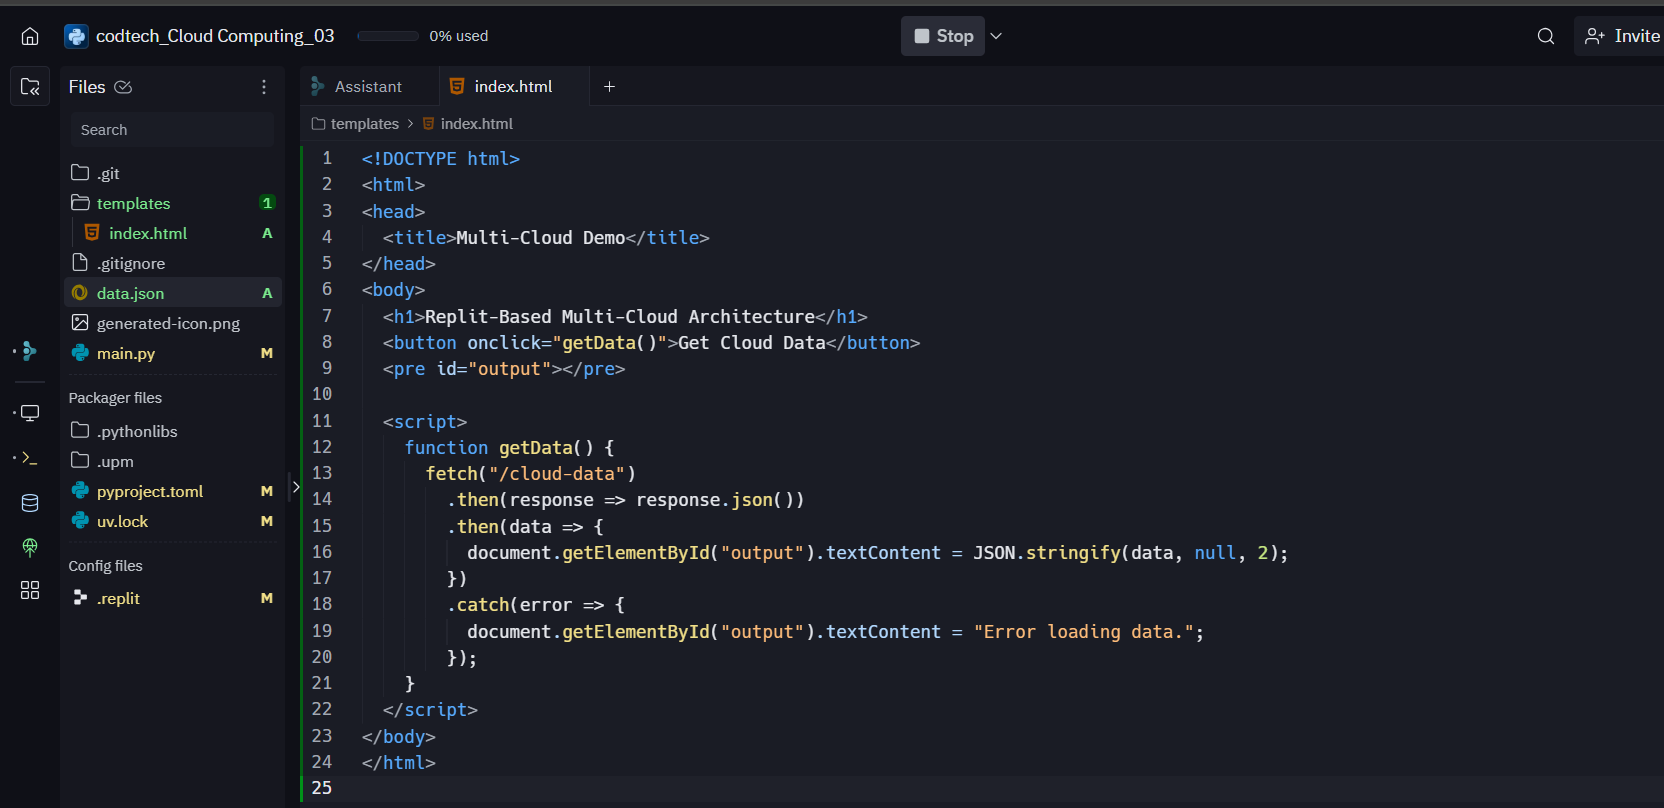 codtech_Cloud Computing_03 0% used Stop Invite
Files Assistant index.html +
Search
templates > index.html
.git
templates 1
index.html A
.gitignore
data.json A
generated-icon.png
main.py M
Packager files
.pythonlibs
.upm
pyproject.toml M
uv.lock M
Config files
.replit M
1 <!DOCTYPE html>
2 <html>
3 <head>
4 <title>Multi-Cloud Demo</title>
5 </head>
6 <body>
7 <h1>Replit-Based Multi-Cloud Architecture</h1>
8 <button onclick="getData()">Get Cloud Data</button>
9 <pre id="output"></pre>
10
11 <script>
12 function getData() {
13 fetch("/cloud-data")
14 .then(response => response.json())
15 .then(data => {
16 document.getElementById("output").textContent = JSON.stringify(data, null, 2);
17 })
18 .catch(error => {
19 document.getElementById("output").textContent = "Error loading data.";
20 });
21 }
22 </script>
23 </body>
24 </html>
25